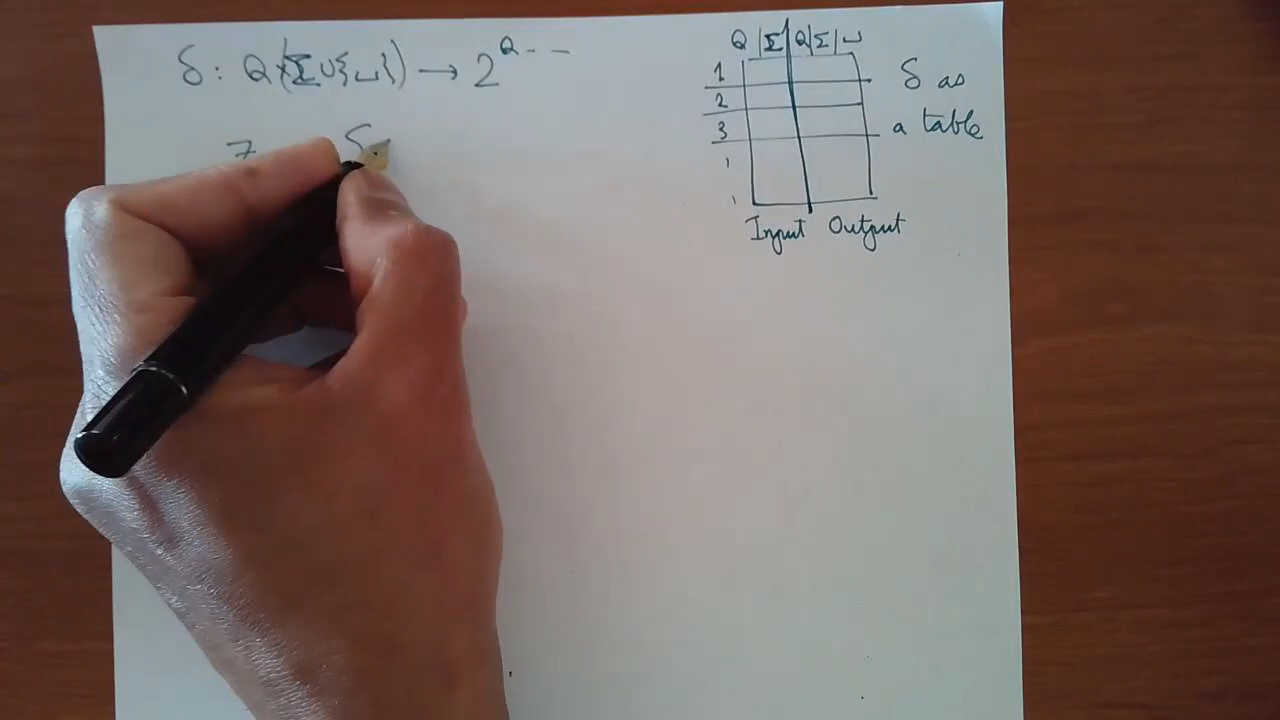 δ : Q×(Σ∪{⊔}) → 2^Q - - -
Q | Σ | Q | Σ | ⊔
1
2
3
δ as
a table
Input Output